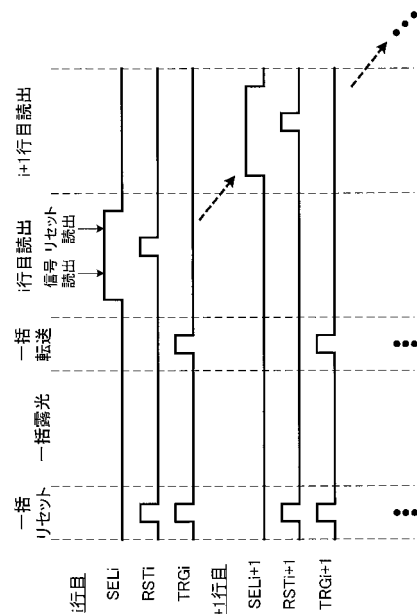 一括
リセット
一括露光
一括
転送
i行目読出
信号
読出
リセット
読出
i+1行目読出
i行目
SELi
RSTi
TRGi
+1行目
SELi+1
RSTi+1
TRGi+1